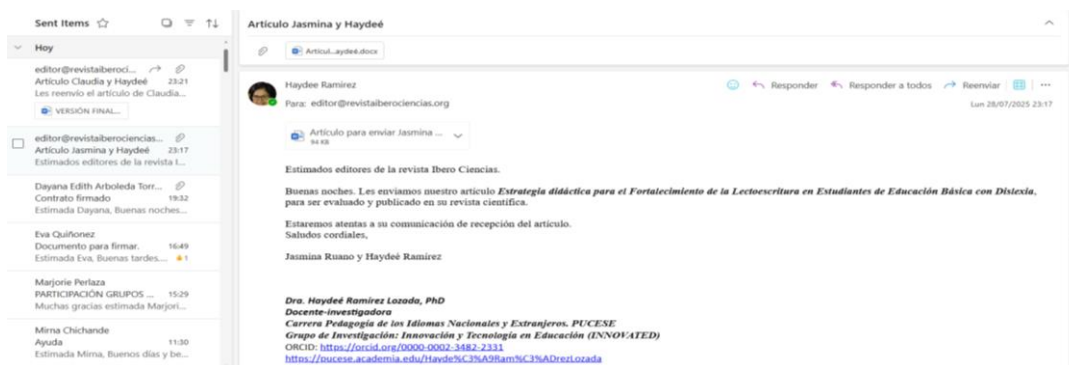 Sent Items
Hoy
editor@revistaiberoci...
Artículo Claudia y Haydeé 23:21
Les reenvío el artículo de Claudia...
VERSIÓN FINAL...
editor@revistaiberociencias...
Artículo Jasmina y Haydeé 23:17
Estimados editores de la revista I...
Dayana Edith Arboleda Torr...
Contrato firmado 19:32
Estimada Dayana, Buenas noches...
Eva Quiñonez
Documento para firmar. 16:49
Estimada Eva, Buenas tardes.... 1
Marjorie Perlaza
PARTICIPACIÓN GRUPOS ... 15:29
Muchas gracias estimada Marjori...
Mirna Chichande
Ayuda 11:30
Estimada Mirna, Buenos días y be...
Artículo Jasmina y Haydeé
Artícul...aydeé.docx
Haydee Ramirez
Responder Responder a todos Reenviar
Para: editor@revistaiberociencias.org
Lun 28/07/2025 23:17
Artículo para enviar Jasmina ...
94 KB
Estimados editores de la revista Ibero Ciencias.
Buenas noches. Les enviamos nuestro artículo Estrategia didáctica para el Fortalecimiento de la Lectoescritura en Estudiantes de Educación Básica con Dislexia,
para ser evaluado y publicado en su revista científica.
Estaremos atentas a su comunicación de recepción del artículo.
Saludos cordiales,
Jasmina Ruano y Haydeé Ramírez
Dra. Haydeé Ramírez Lozada, PhD
Docente-investigadora
Carrera Pedagogía de los Idiomas Nacionales y Extranjeros. PUCESE
Grupo de Investigación: Innovación y Tecnología en Educación (INNOVATED)
ORCID: https://orcid.org/0000-0002-3482-2331
https://pucese.academia.edu/Hayde%C3%A9Ram%C3%ADrezLozada